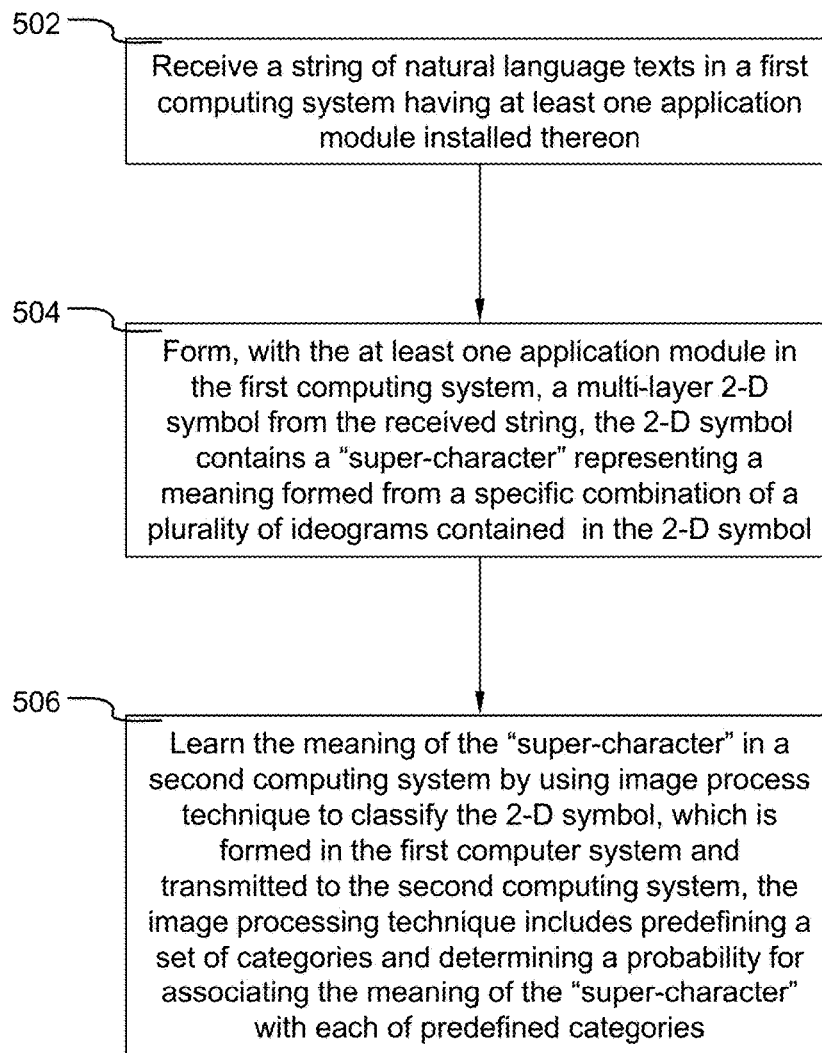 502
Receive a string of natural language texts in a first
computing system having at least one application
module installed thereon
504
Form, with the at least one application module in
the first computing system, a multi-layer 2-D
symbol from the received string, the 2-D symbol
contains a “super-character” representing a
meaning formed from a specific combination of a
plurality of ideograms contained in the 2-D symbol
506
Learn the meaning of the “super-character” in a
second computing system by using image process
technique to classify the 2-D symbol, which is
formed in the first computer system and
transmitted to the second computing system, the
image processing technique includes predefining a
set of categories and determining a probability for
associating the meaning of the “super-character”
with each of predefined categories